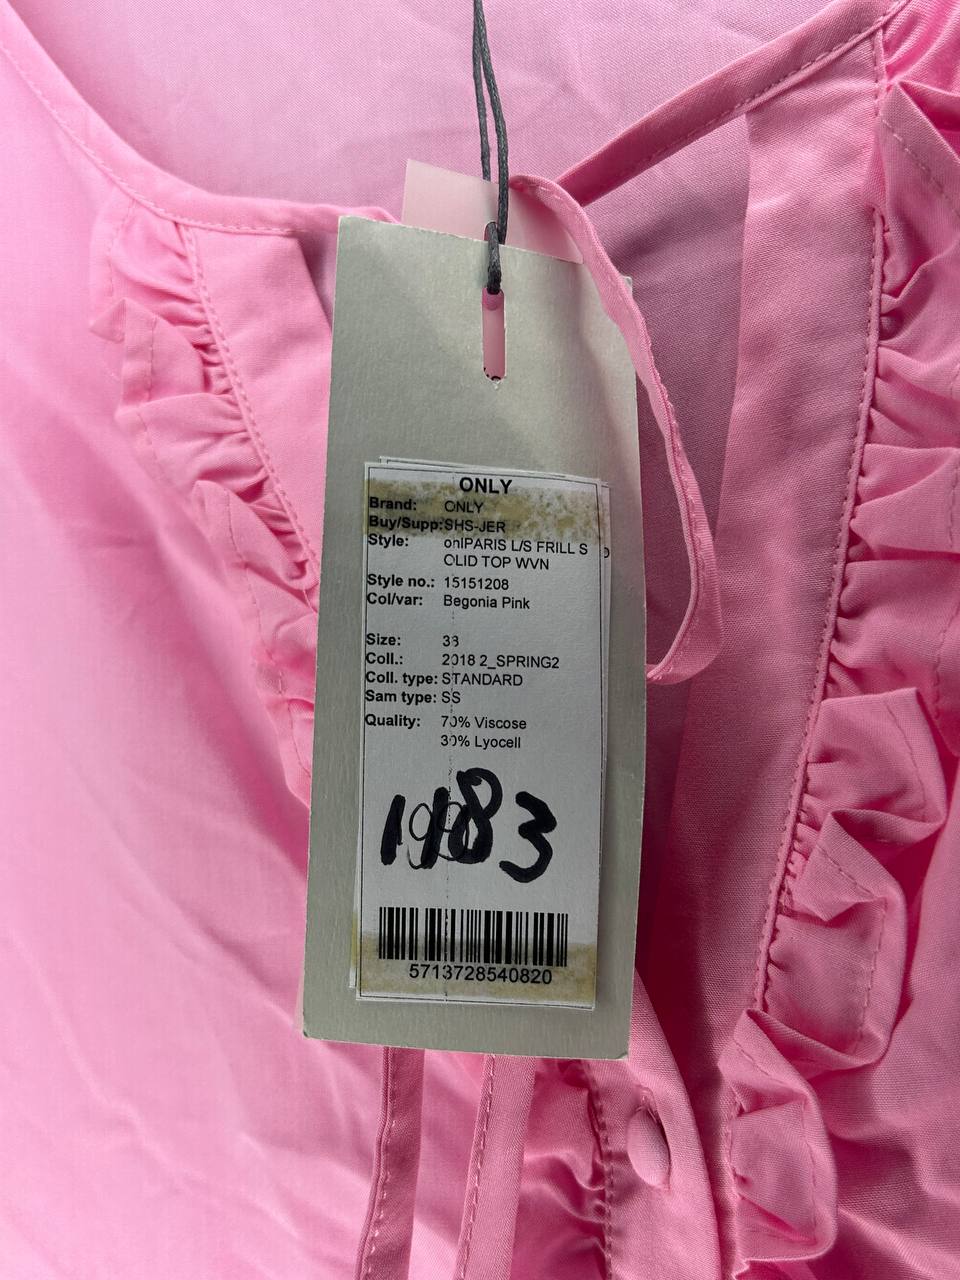 ONLY
Brand: ONLY
Buy/Supp: SHS-JER
Style: onlPARIS L/S FRILL S
OLID TOP WVN
Style no.: 15151208
Col/var: Begonia Pink
Size: 38
Coll.: 2018 2_SPRING2
Coll. type: STANDARD
Sam type: SS
Quality: 70% Viscose
30% Lyocell
1183
5713728540820